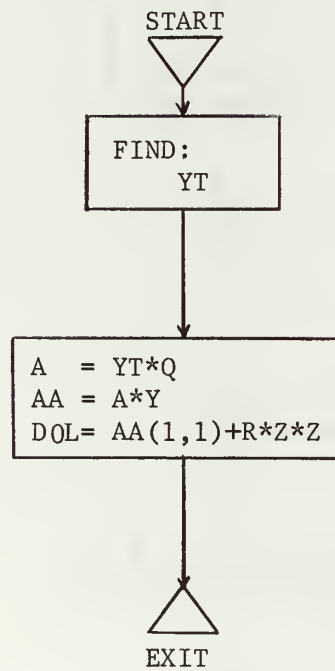 START
FIND:
YT
A = YT*Q
AA = A*Y
DOL= AA(1,1)+R*Z*Z
EXIT